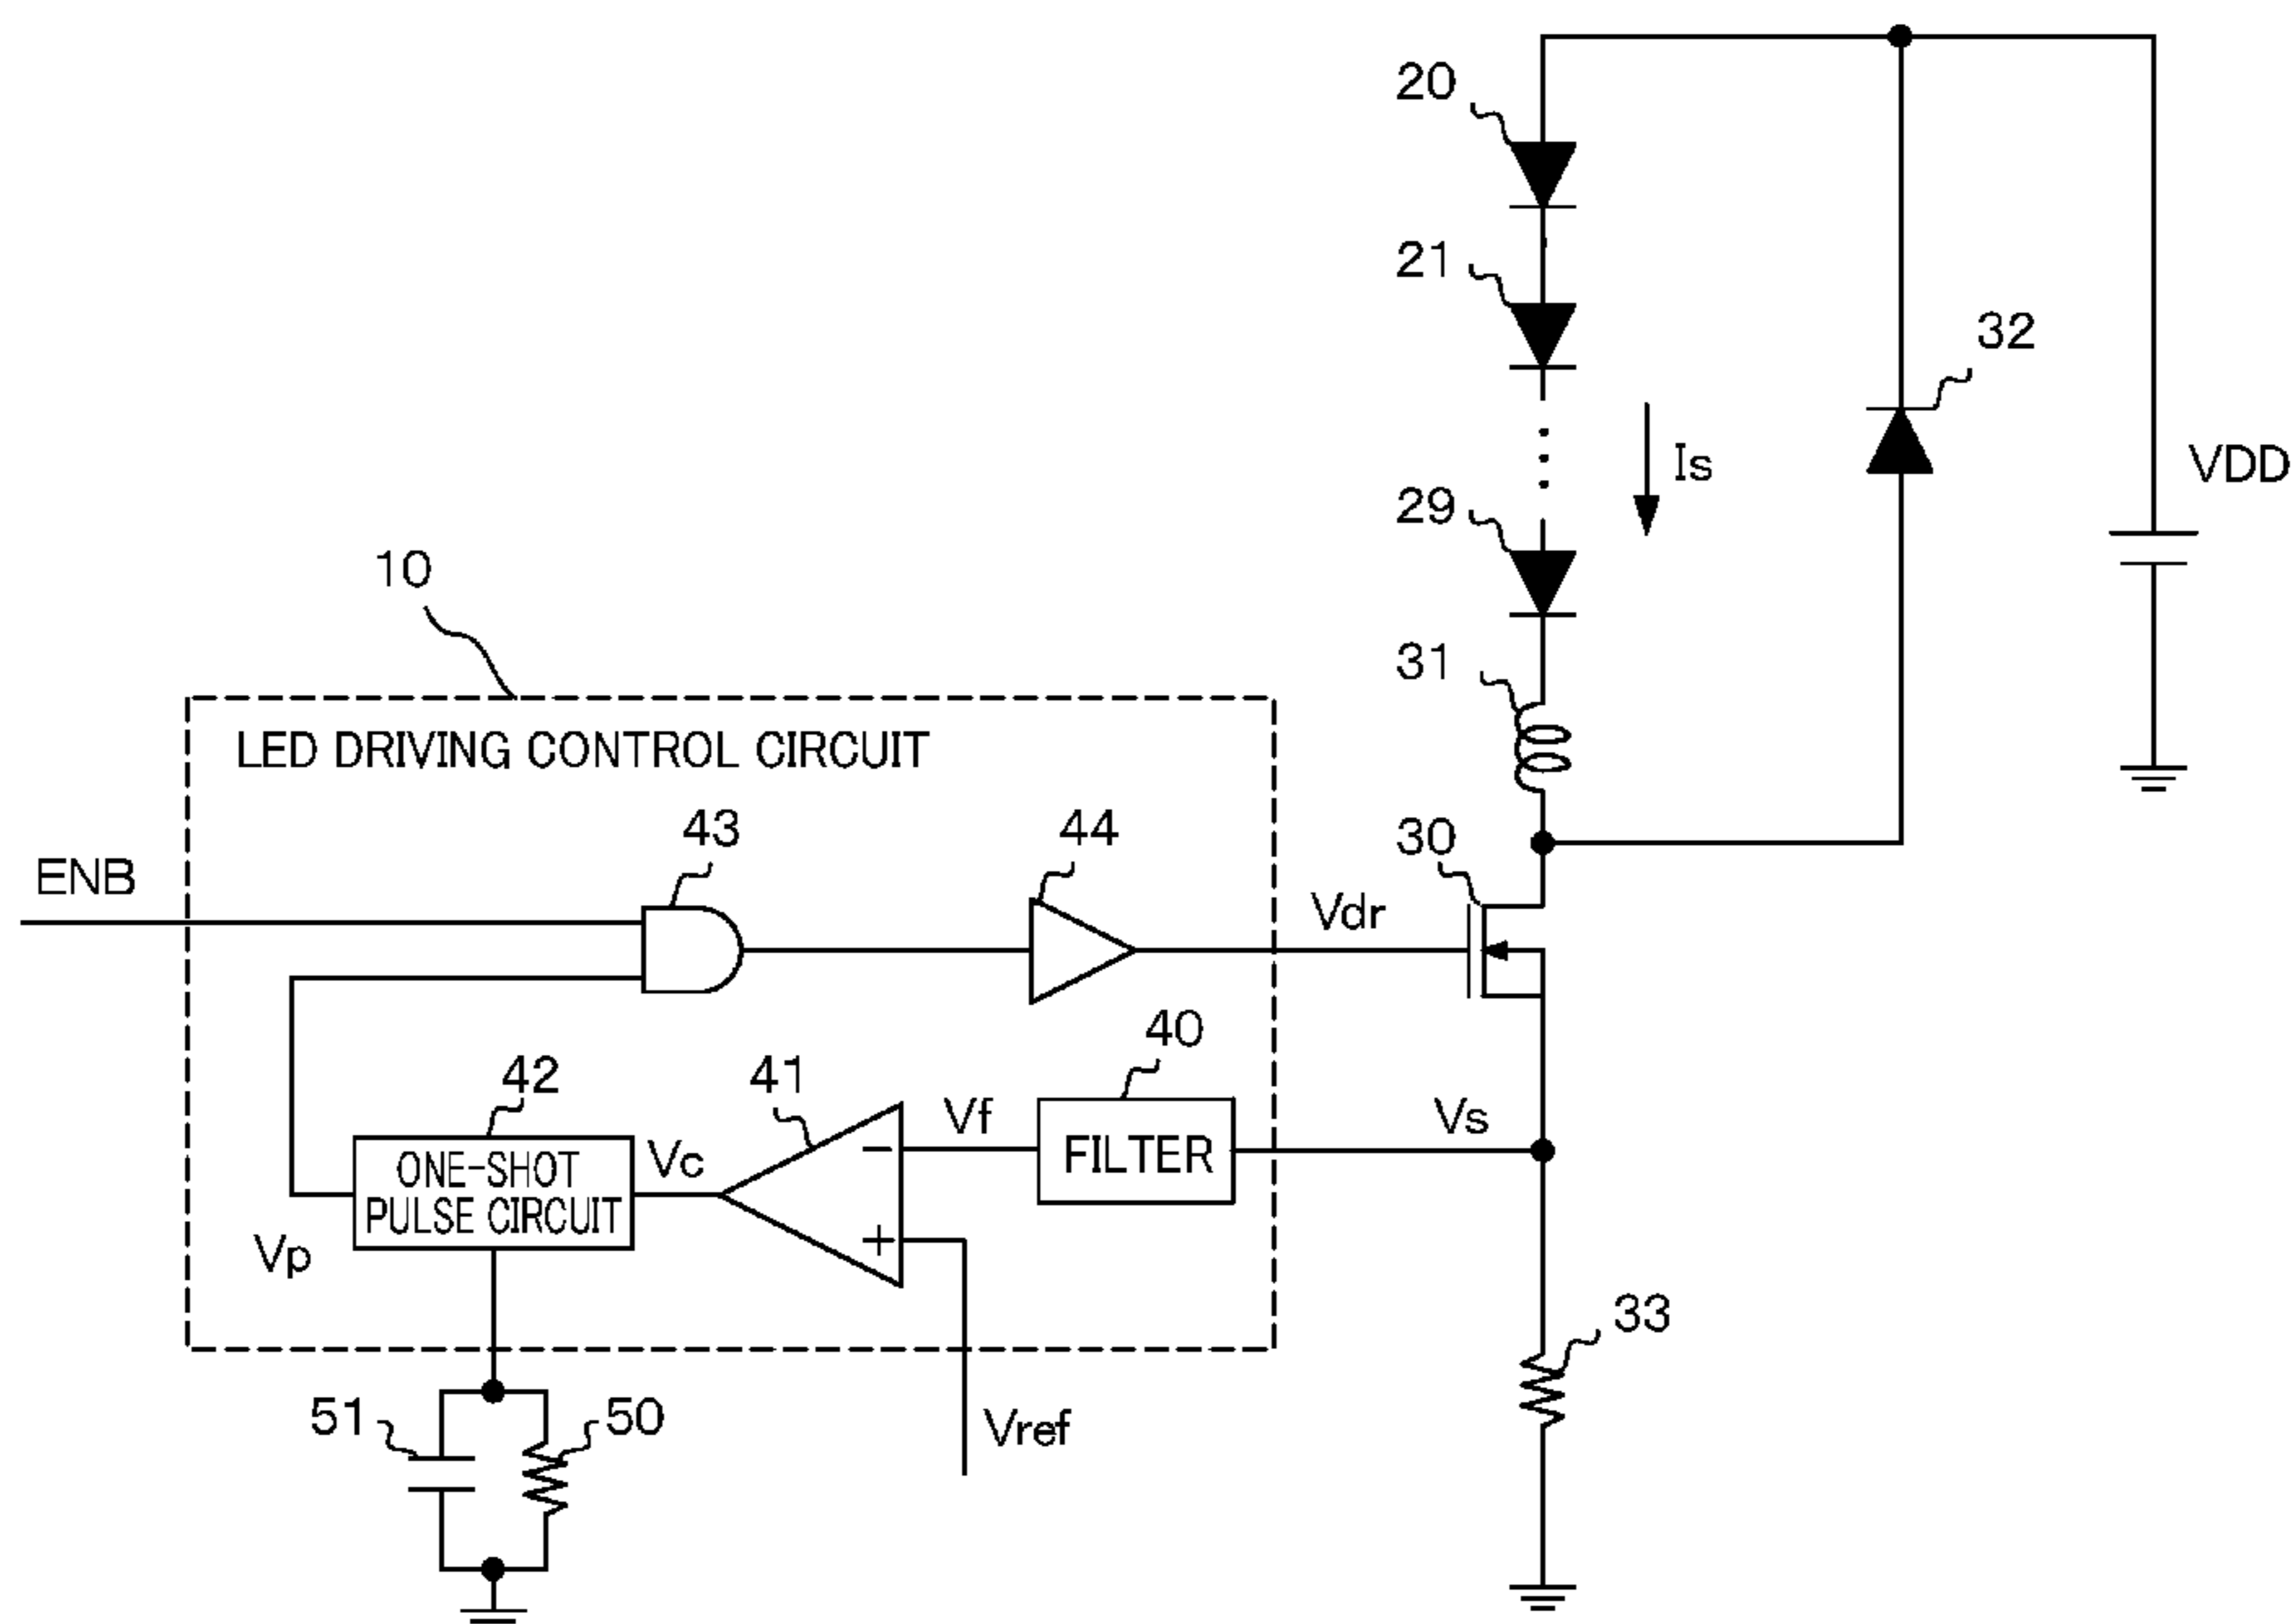 20
21
32
Is
VDD
29
10
31
LED DRIVING CONTROL CIRCUIT
43
44
30
ENB
Vdr
40
42
41
Vf
Vs
FILTER
Vc
ONE-SHOT
PULSE CIRCUIT
−
+
Vp
33
51
50
Vref